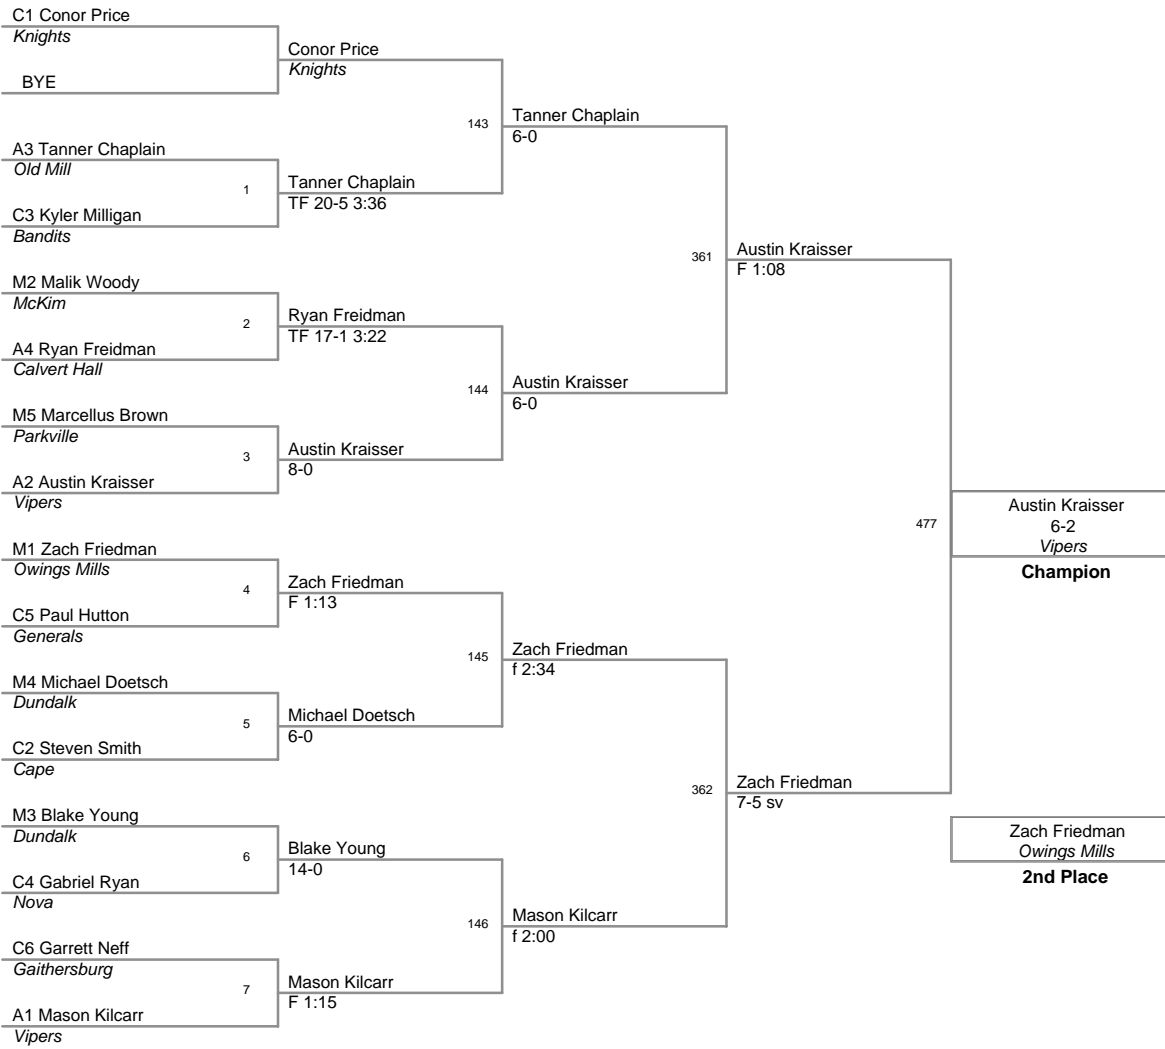 C1 Conor Price
Knights
BYE
A3 Tanner Chaplain
Old Mill
1
C3 Kyler Milligan
Bandits
M2 Malik Woody
McKim
2
A4 Ryan Freidman
Calvert Hall
M5 Marcellus Brown
Parkville
3
A2 Austin Kraisser
Vipers
M1 Zach Friedman
Owings Mills
4
C5 Paul Hutton
Generals
M4 Michael Doetsch
Dundalk
5
C2 Steven Smith
Cape
M3 Blake Young
Dundalk
6
C4 Gabriel Ryan
Nova
C6 Garrett Neff
Gaithersburg
7
A1 Mason Kilcarr
Vipers
Conor Price
Knights
143
Tanner Chaplain
TF 20-5 3:36
Ryan Freidman
TF 17-1 3:22
144
Austin Kraisser
8-0
Zach Friedman
F 1:13
145
Michael Doetsch
6-0
Blake Young
14-0
146
Mason Kilcarr
F 1:15
Tanner Chaplain
6-0
361
Austin Kraisser
6-0
Zach Friedman
f 2:34
362
Mason Kilcarr
f 2:00
Austin Kraisser
F 1:08
477
Zach Friedman
7-5 sv
Austin Kraisser
6-2
Vipers
Champion
Zach Friedman
Owings Mills
2nd Place